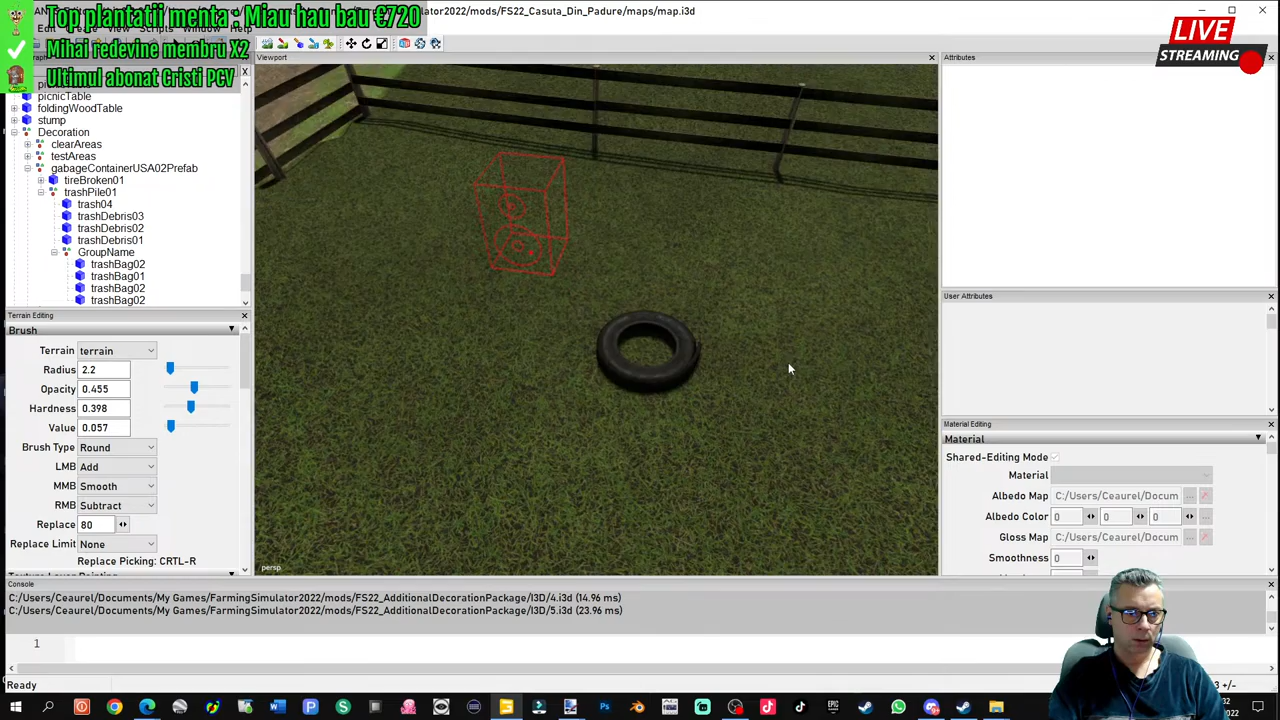 Top plantatii menta : Miau hau bau €720
Mihai redevine membru X2
Ultimul abonat Cristi PCV
Simulator2022/mods/FS22_Casuta_Din_Padure/maps/map.i3d
LIVE
STREAMING
Viewport
Attributes
picnicTable
foldingWoodTable
stump
Decoration
clearAreas
testAreas
gabageContainerUSA02Prefab
tireBroken01
trashPile01
trash04
trashDebris03
trashDebris02
trashDebris01
GroupName
trashBag02
trashBag01
trashBag02
trashBag02
Terrain Editing
Brush
Terrain terrain
Radius 2.2
Opacity 0.455
Hardness 0.398
Value 0.057
Brush Type Round
LMB Add
MMB Smooth
RMB Subtract
Replace 80
Replace Limit None
Replace Picking: CRTL-R
persp
User Attributes
Material Editing
Material
Shared-Editing Mode
Material
Albedo Map C:/Users/Ceaurel/Docum ...
Albedo Color 0 0 0 ...
Gloss Map C:/Users/Ceaurel/Docum ...
Smoothness 0
Console
C:/Users/Ceaurel/Documents/My Games/FarmingSimulator2022/mods/FS22_AdditionalDecorationPackage/I3D/4.i3d (14.96 ms)
C:/Users/Ceaurel/Documents/My Games/FarmingSimulator2022/mods/FS22_AdditionalDecorationPackage/I3D/5.i3d (23.96 ms)
1
Ready